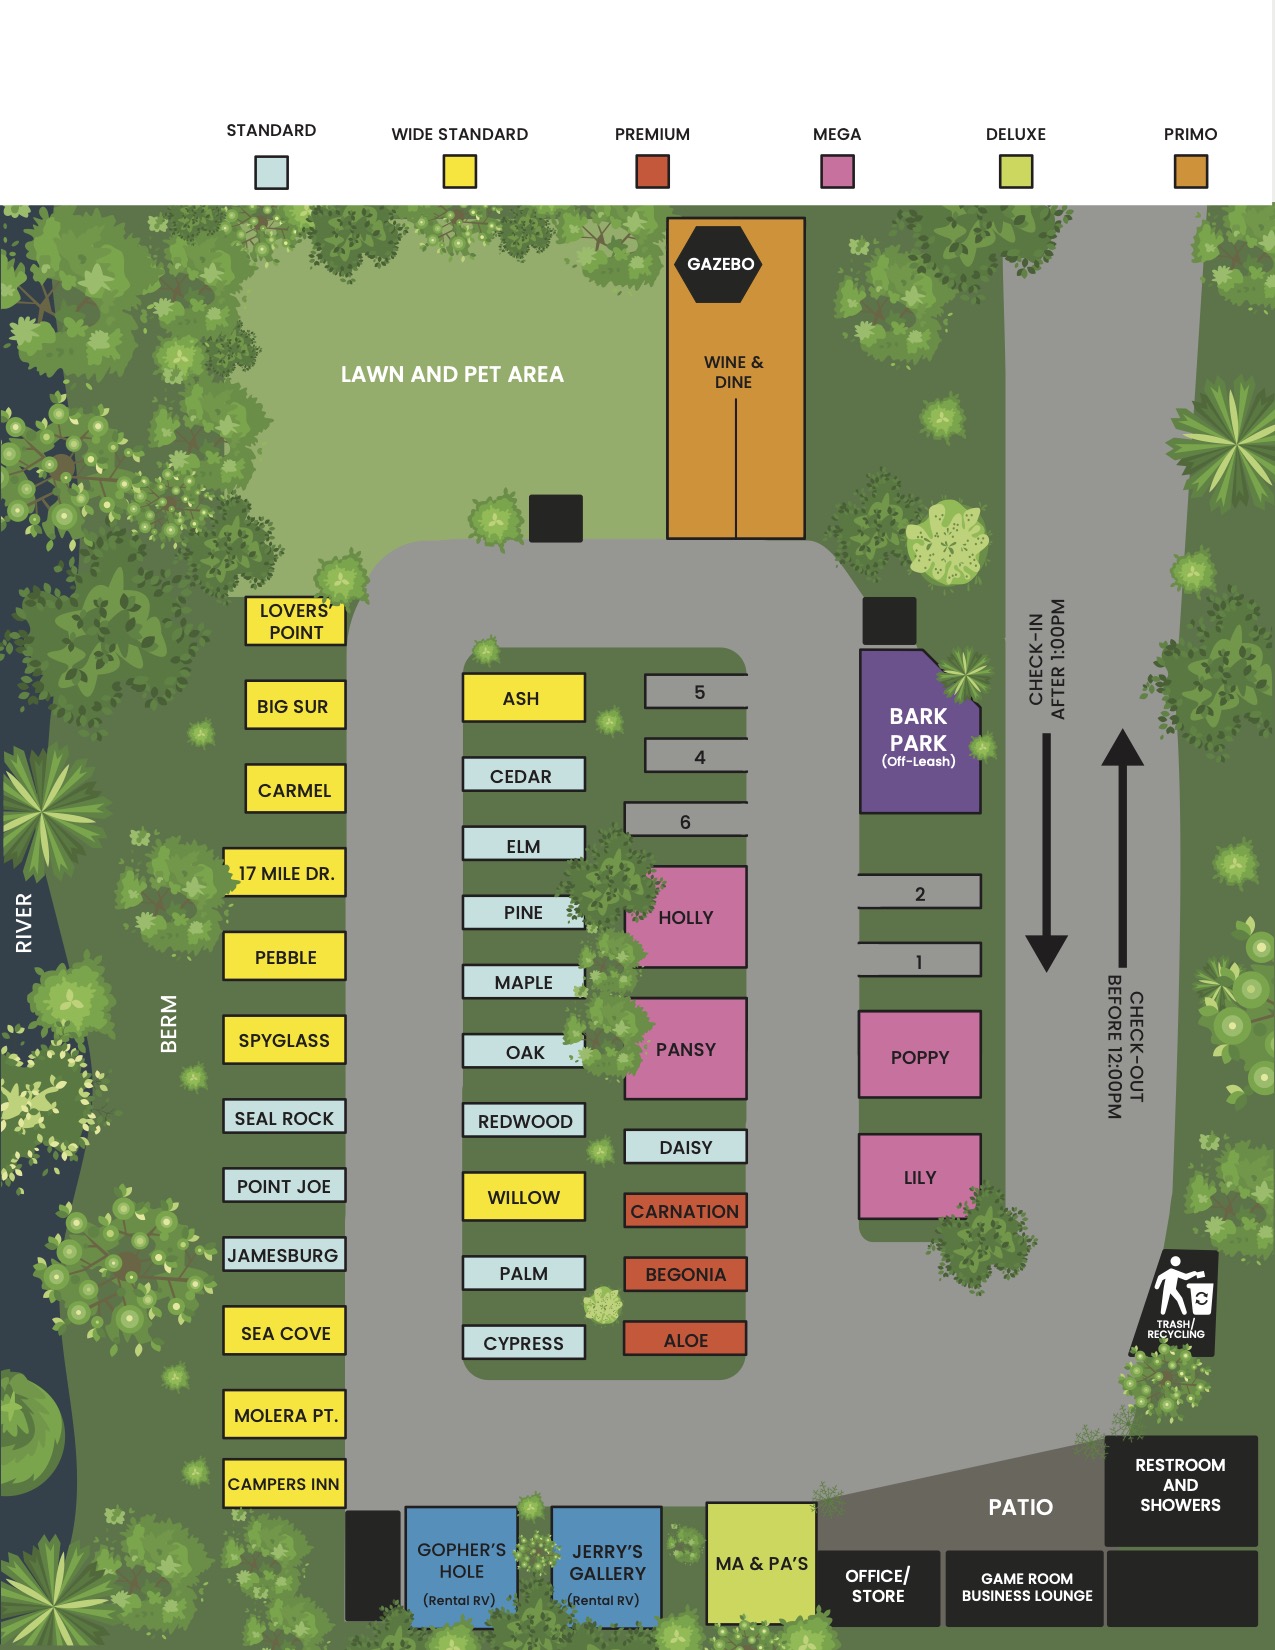 STANDARD
WIDE STANDARD
PREMIUM
MEGA
DELUXE
PRIMO
GAZEBO
WINE &
DINE
LAWN AND PET AREA
LOVERS'
POINT
BIG SUR
CARMEL
17 MILE DR.
PEBBLE
SPYGLASS
SEAL ROCK
POINT JOE
JAMESBURG
SEA COVE
MOLERA PT.
CAMPERS INN
RIVER
BERM
ASH
CEDAR
ELM
PINE
MAPLE
OAK
REDWOOD
WILLOW
PALM
CYPRESS
5
4
6
HOLLY
PANSY
DAISY
CARNATION
BEGONIA
ALOE
BARK
PARK
(Off-Leash)
2
1
POPPY
LILY
CHECK-IN
AFTER 1:00PM
CHECK-OUT
BEFORE 12:00PM
TRASH/
RECYCLING
RESTROOM
AND
SHOWERS
PATIO
GOPHER'S
HOLE
(Rental RV)
JERRY'S
GALLERY
(Rental RV)
MA & PA'S
OFFICE/
STORE
GAME ROOM
BUSINESS LOUNGE